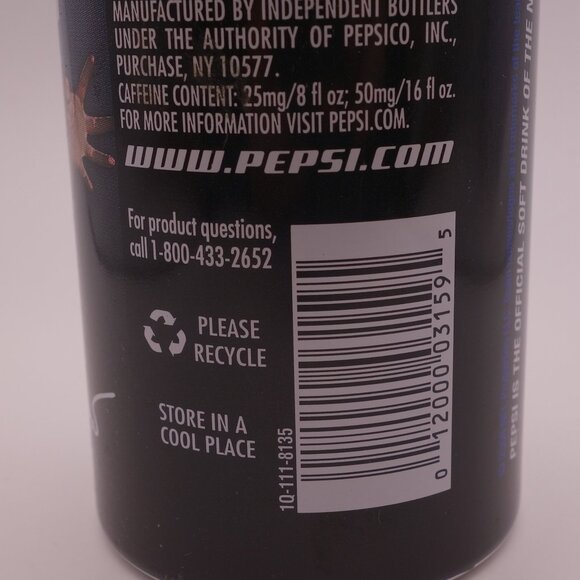 MANUFACTURED BY INDEPENDENT BOTTLERS
UNDER THE AUTHORITY OF PEPSICO, INC.,
PURCHASE, NY 10577.
CAFFEINE CONTENT: 25mg/8 fl oz; 50mg/16 fl oz.
FOR MORE INFORMATION VISIT PEPSI.COM.
WWW.PEPSI.COM
For product questions,
call 1-800-433-2652
PLEASE
RECYCLE
STORE IN A
COOL PLACE
1Q-111-8135
0 12000 03159 5
PEPSI IS THE OFFICIAL SOFT DRINK OF THE